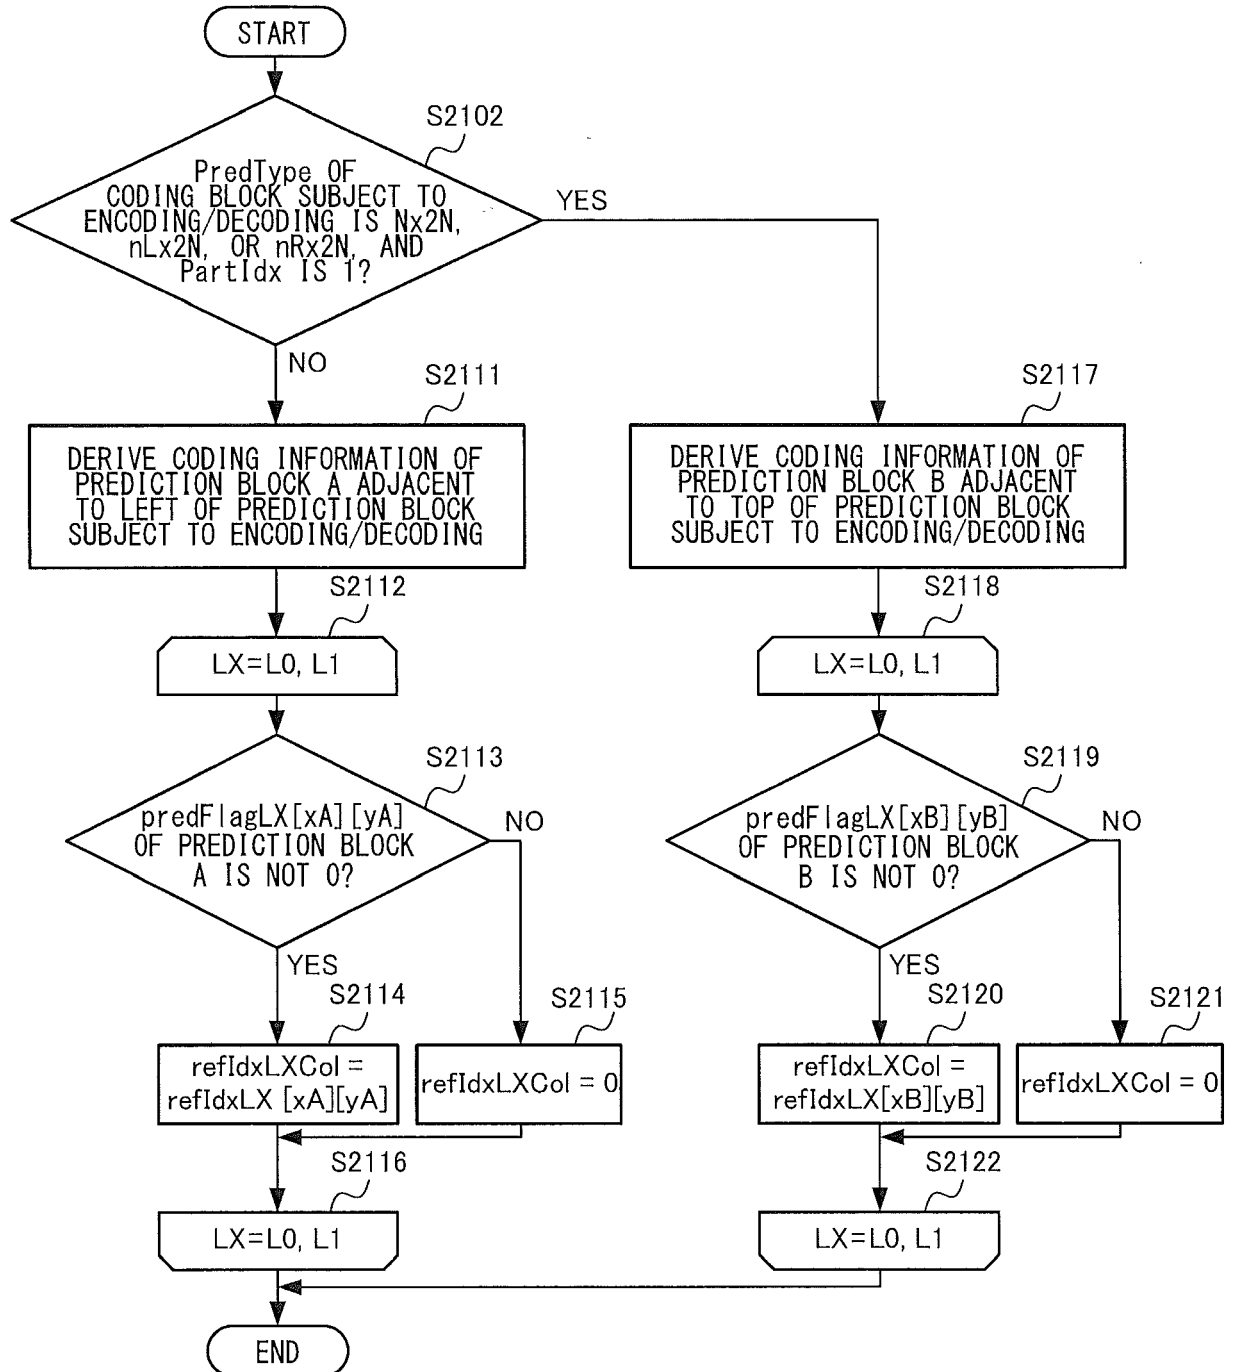 START
S2102
PredType OF
CODING BLOCK SUBJECT TO
ENCODING/DECODING IS Nx2N,
nLx2N, OR nRx2N, AND
PartIdx IS 1?
YES
NO
S2111
DERIVE CODING INFORMATION OF
PREDICTION BLOCK A ADJACENT
TO LEFT OF PREDICTION BLOCK
SUBJECT TO ENCODING/DECODING
S2117
DERIVE CODING INFORMATION OF
PREDICTION BLOCK B ADJACENT
TO TOP OF PREDICTION BLOCK
SUBJECT TO ENCODING/DECODING
S2112
LX=L0, L1
S2118
LX=L0, L1
S2113
predFlagLX[xA][yA]
OF PREDICTION BLOCK
A IS NOT 0?
NO
YES
S2119
predFlagLX[xB][yB]
OF PREDICTION BLOCK
B IS NOT 0?
NO
YES
S2114
refIdxLXCol =
refIdxLX [xA][yA]
S2115
refIdxLXCol = 0
S2120
refIdxLXCol =
refIdxLX[xB][yB]
S2121
refIdxLXCol = 0
S2116
LX=L0, L1
S2122
LX=L0, L1
END